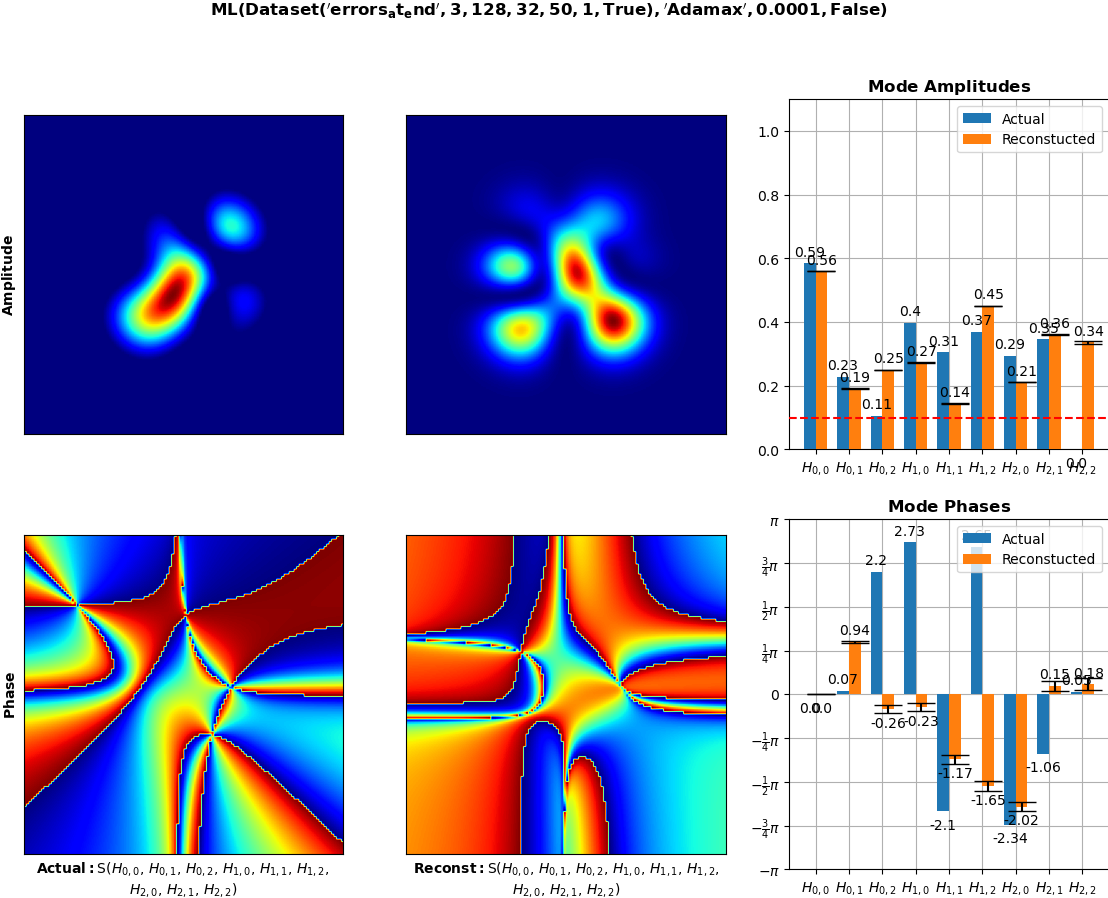 ML(Dataset('errors_at_end', 3, 128, 32, 50, 1, True), 'Adamax', 0.0001, False)
Mode Amplitudes
Actual
Reconstucted
1.0
0.8
0.6
0.4
0.2
0.0
0.59
0.56
0.23
0.19
0.11
0.25
0.4
0.27
0.31
0.14
0.37
0.45
0.29
0.21
0.35
0.36
0.0
0.34
H0,0 H0,1 H0,2 H1,0 H1,1 H1,2 H2,0 H2,1 H2,2
Amplitude
Mode Phases
Actual
Reconstucted
π
3/4π
1/2π
1/4π
0
−1/4π
−1/2π
−3/4π
−π
0.0
0.0
0.07
0.94
2.2
-0.26
2.73
-0.23
-2.1
-1.17
-1.65
-2.34
-2.02
-1.06
0.15
0.18
H0,0 H0,1 H0,2 H1,0 H1,1 H1,2 H2,0 H2,1 H2,2
Phase
Actual: S(H0,0, H0,1, H0,2, H1,0, H1,1, H1,2,
H2,0, H2,1, H2,2)
Reconst: S(H0,0, H0,1, H0,2, H1,0, H1,1, H1,2,
H2,0, H2,1, H2,2)